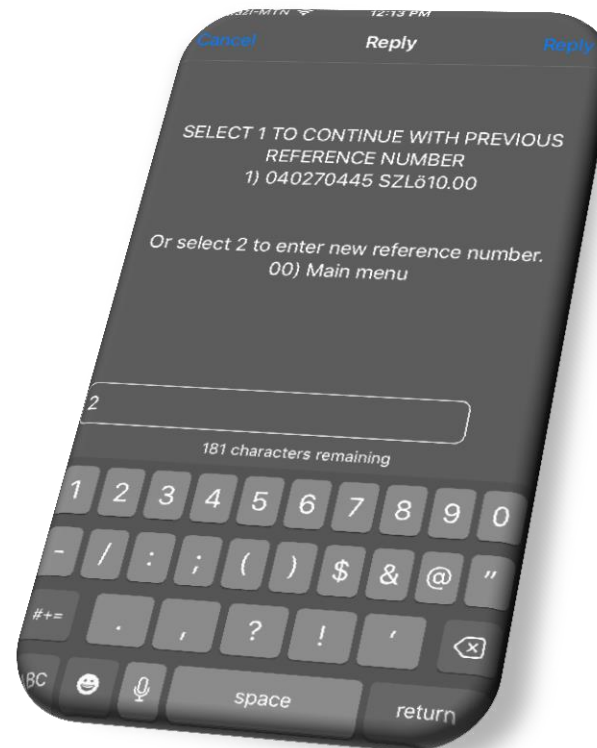 12:13 PM
Cancel Reply Reply
SELECT 1 TO CONTINUE WITH PREVIOUS
REFERENCE NUMBER
1) 040270445 SZLö10.00
Or select 2 to enter new reference number.
00) Main menu
2
181 characters remaining
1 2 3 4 5 6 7 8 9 0
- / : ; ( ) $ & @ "
#+= . , ? ! '
space return